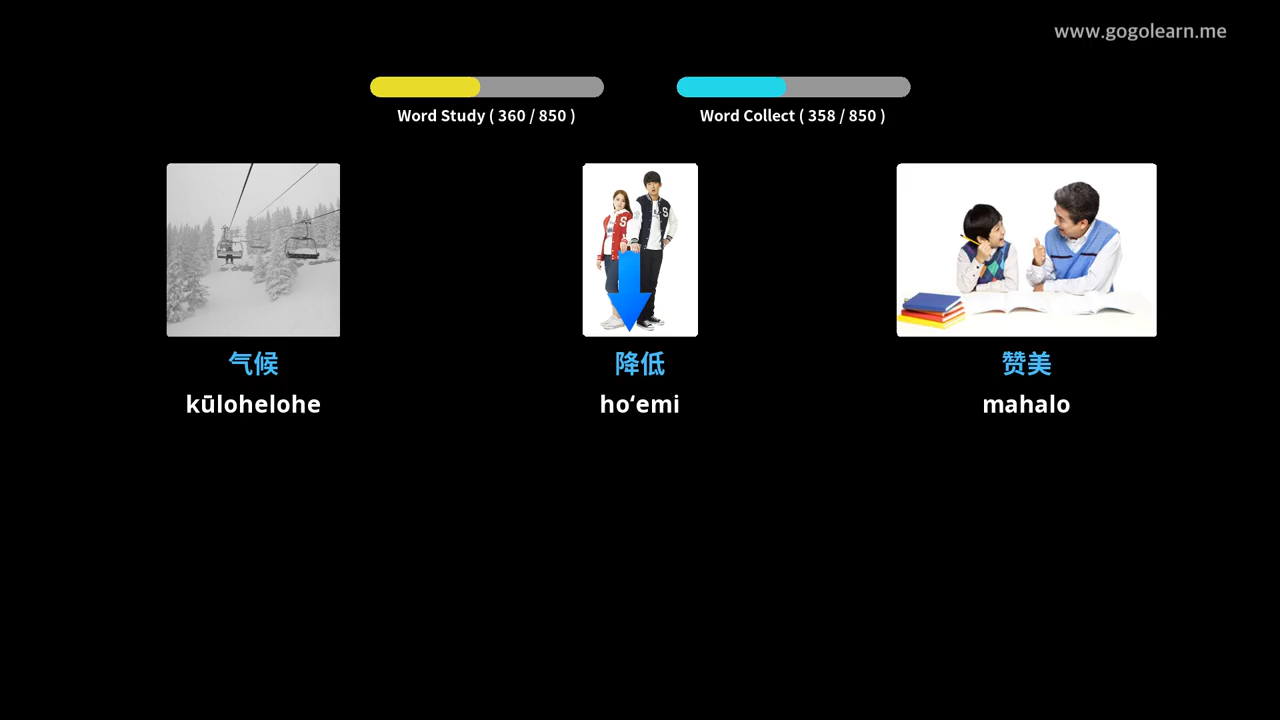 www.gogolearn.me
Word Study ( 360 / 850 )
Word Collect ( 358 / 850 )
气候
降低
赞美
kūlohelohe
hoʻemi
mahalo